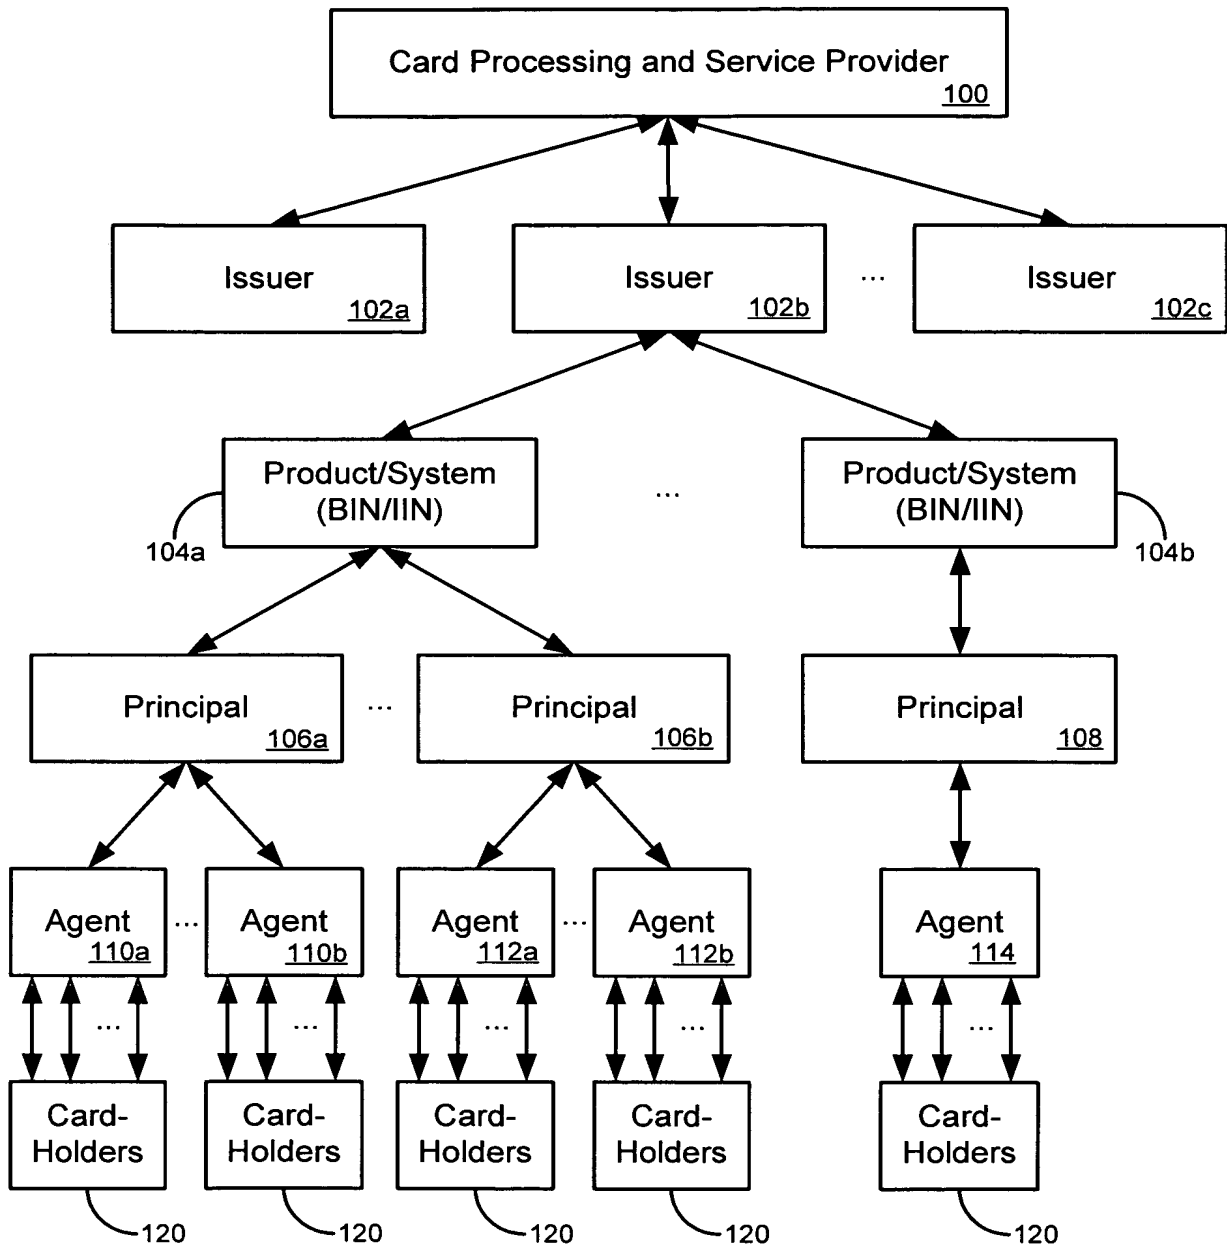 Card Processing and Service Provider
100
Issuer
102a
Issuer
102b
...
Issuer
102c
Product/System
(BIN/IIN)
104a
...
Product/System
(BIN/IIN)
104b
Principal
106a
...
Principal
106b
Principal
108
Agent
110a
...
Agent
110b
Agent
112a
...
Agent
112b
Agent
114
...
...
...
...
...
Card-
Holders
Card-
Holders
Card-
Holders
Card-
Holders
Card-
Holders
120
120
120
120
120